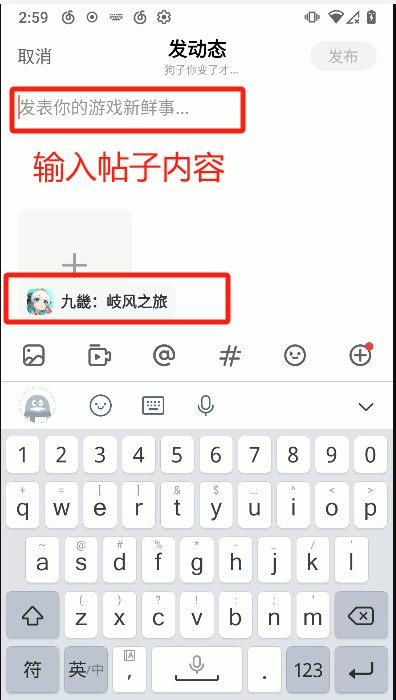 2:59
取消
发动态
狗子你变了才...
发布
发表你的游戏新鲜事...
输入帖子内容
九畿：岐风之旅
@ #
1 2 3 4 5 6 7 8 9 0
+ = [ ] & $ … ^ < >
q w e r t y u i o p
~ @ # % * - _ / '
a s d f g h j k l
( ) ? ! : ; '
z x c v b n m
符 英/中 , . 123